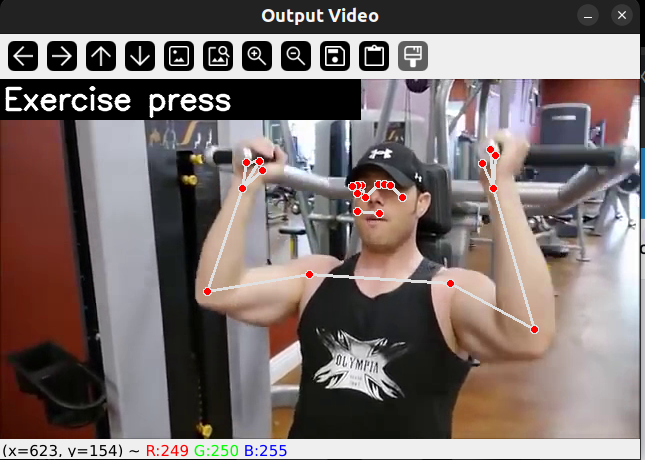 Output Video
Exercise press
OLYMPIA
(x=623, y=154) ~ R:249 G:250 B:255